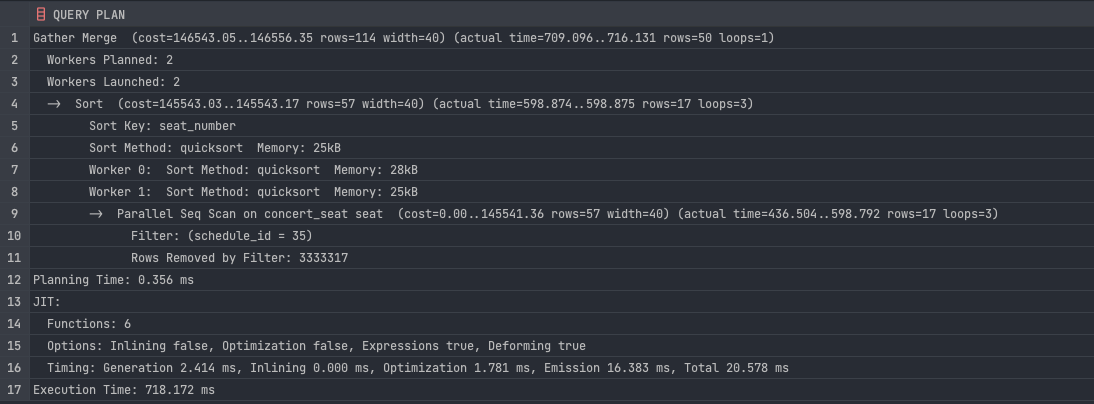 QUERY PLAN
1 Gather Merge  (cost=146543.05..146556.35 rows=114 width=40) (actual time=709.096..716.131 rows=50 loops=1)
2   Workers Planned: 2
3   Workers Launched: 2
4   ->  Sort  (cost=145543.03..145543.17 rows=57 width=40) (actual time=598.874..598.875 rows=17 loops=3)
5         Sort Key: seat_number
6         Sort Method: quicksort  Memory: 25kB
7         Worker 0:  Sort Method: quicksort  Memory: 28kB
8         Worker 1:  Sort Method: quicksort  Memory: 25kB
9         ->  Parallel Seq Scan on concert_seat seat  (cost=0.00..145541.36 rows=57 width=40) (actual time=436.504..598.792 rows=17 loops=3)
10               Filter: (schedule_id = 35)
11               Rows Removed by Filter: 3333317
12 Planning Time: 0.356 ms
13 JIT:
14   Functions: 6
15   Options: Inlining false, Optimization false, Expressions true, Deforming true
16   Timing: Generation 2.414 ms, Inlining 0.000 ms, Optimization 1.781 ms, Emission 16.383 ms, Total 20.578 ms
17 Execution Time: 718.172 ms